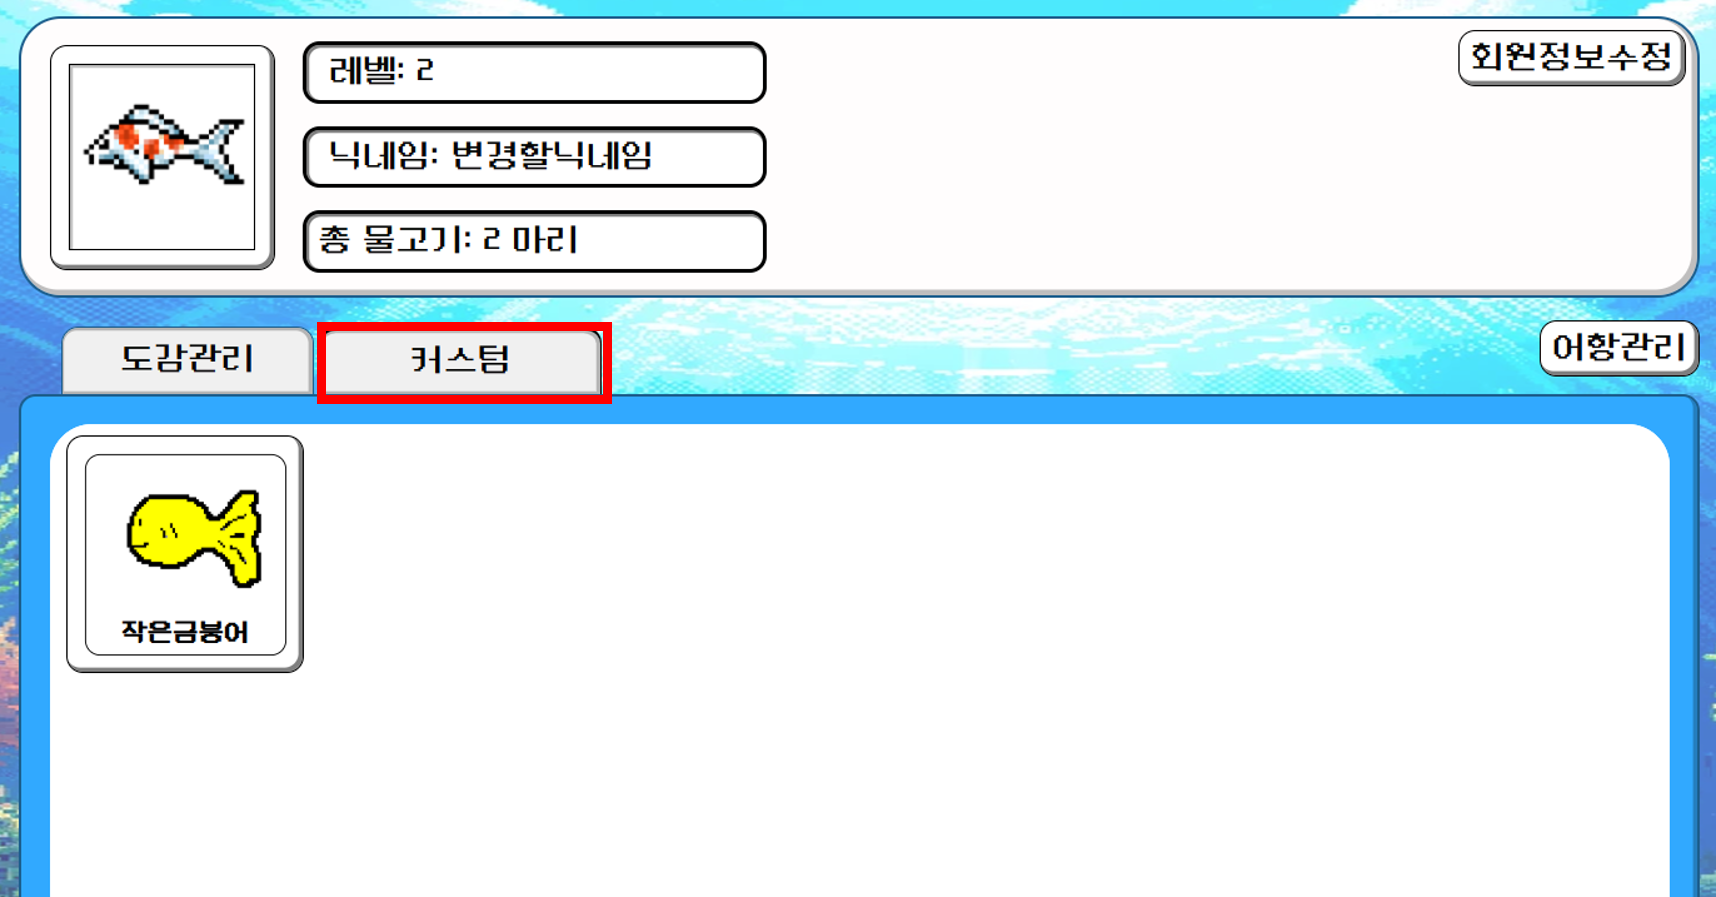 레벨: 2
회원정보수정
닉네임: 변경할닉네임
총 물고기: 2 마리
도감관리
커스텀
어항관리
작은금붕어